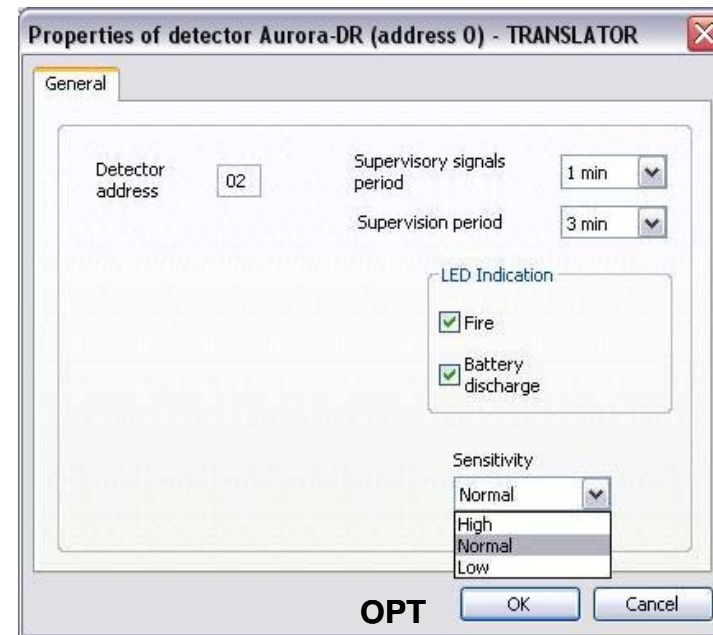 Properties of detector Aurora-DR (address 0) - TRANSLATOR
General
Detector
address
02
Supervisory signals
period
1 min
Supervision period
3 min
LED Indication
Fire
Battery
discharge
Sensitivity
Normal
High
Normal
Low
OPT
OK
Cancel